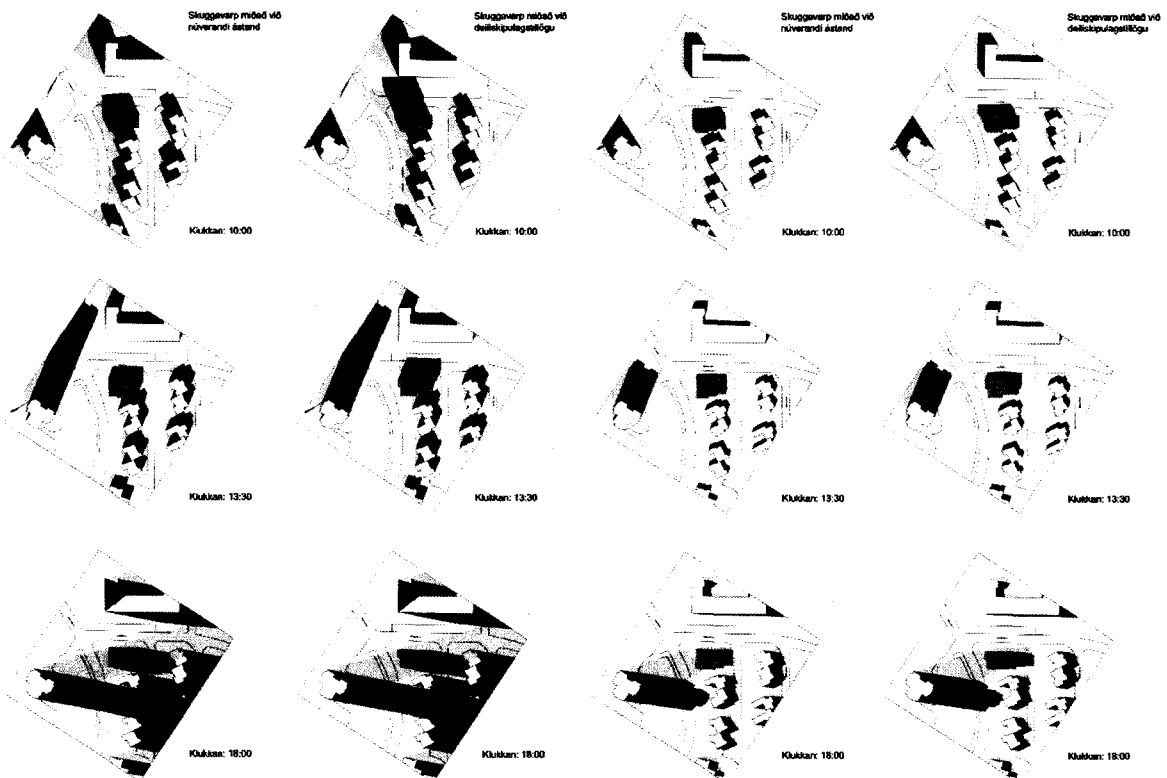 Skuggavarp miðað við
núverandi ástand
Skuggavarp miðað við
deiliskipulagstillögu
Skuggavarp miðað við
núverandi ástand
Skuggavarp miðað við
deiliskipulagstillögu
Klukkan: 10:00
Klukkan: 10:00
Klukkan: 10:00
Klukkan: 10:00
Klukkan: 13:30
Klukkan: 13:30
Klukkan: 13:30
Klukkan: 13:30
Klukkan: 18:00
Klukkan: 18:00
Klukkan: 18:00
Klukkan: 18:00